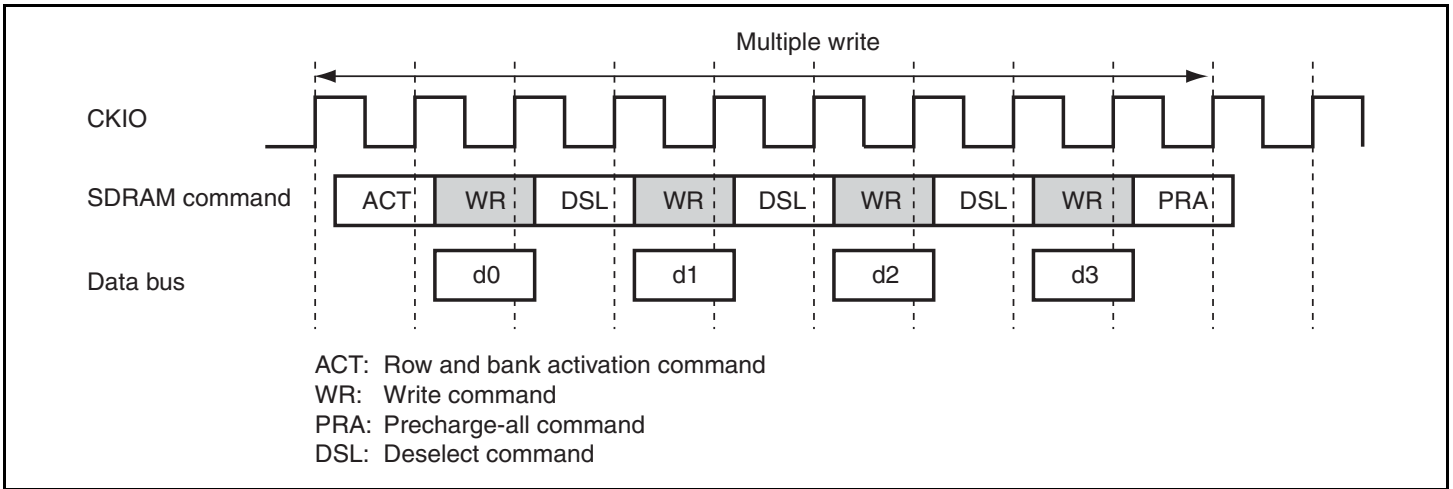 Multiple write
CKIO
SDRAM command ACT WR DSL WR DSL WR DSL WR PRA
Data bus d0 d1 d2 d3
ACT: Row and bank activation command
WR: Write command
PRA: Precharge-all command
DSL: Deselect command